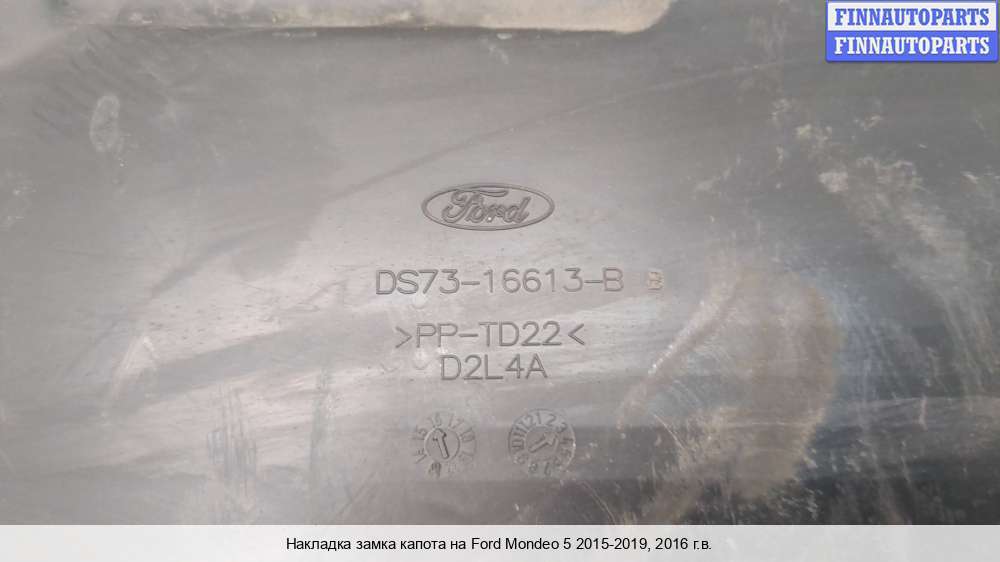 FINNAUTOPARTS
FINNAUTOPARTS
Ford
DS73-16613-B B
>PP-TD22<
D2L4A
Накладка замка капота на Ford Mondeo 5 2015-2019, 2016 г.в.